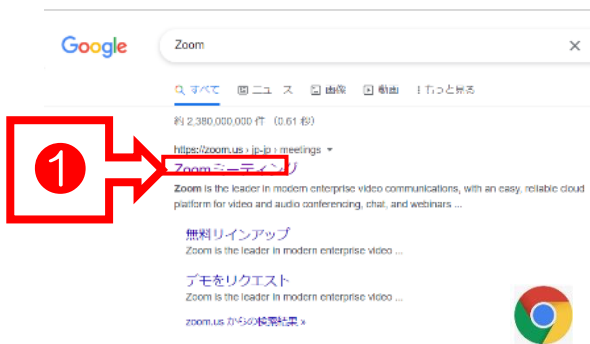 Google
Zoom
すべて ニュース 画像 動画 もっと見る
約 2,380,000,000 件 (0.61 秒)
https://zoom.us › jp-jp › meetings
1
Zoomミーティング
Zoom is the leader in modern enterprise video communications, with an easy, reliable cloud
platform for video and audio conferencing, chat, and webinars ...
無料サインアップ
Zoom is the leader in modern enterprise video ...
デモをリクエスト
Zoom is the leader in modern enterprise video ...
zoom.us からの検索結果 »